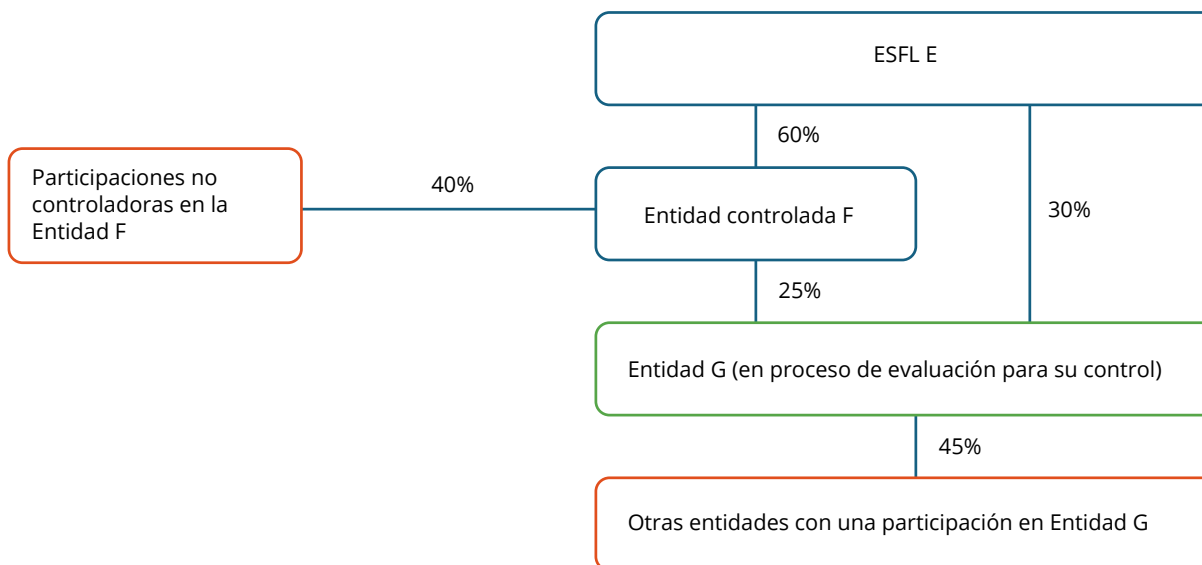 ESFL E
60%
Participaciones no
controladoras en la
Entidad F
40%
Entidad controlada F
30%
25%
Entidad G (en proceso de evaluación para su control)
45%
Otras entidades con una participación en Entidad G